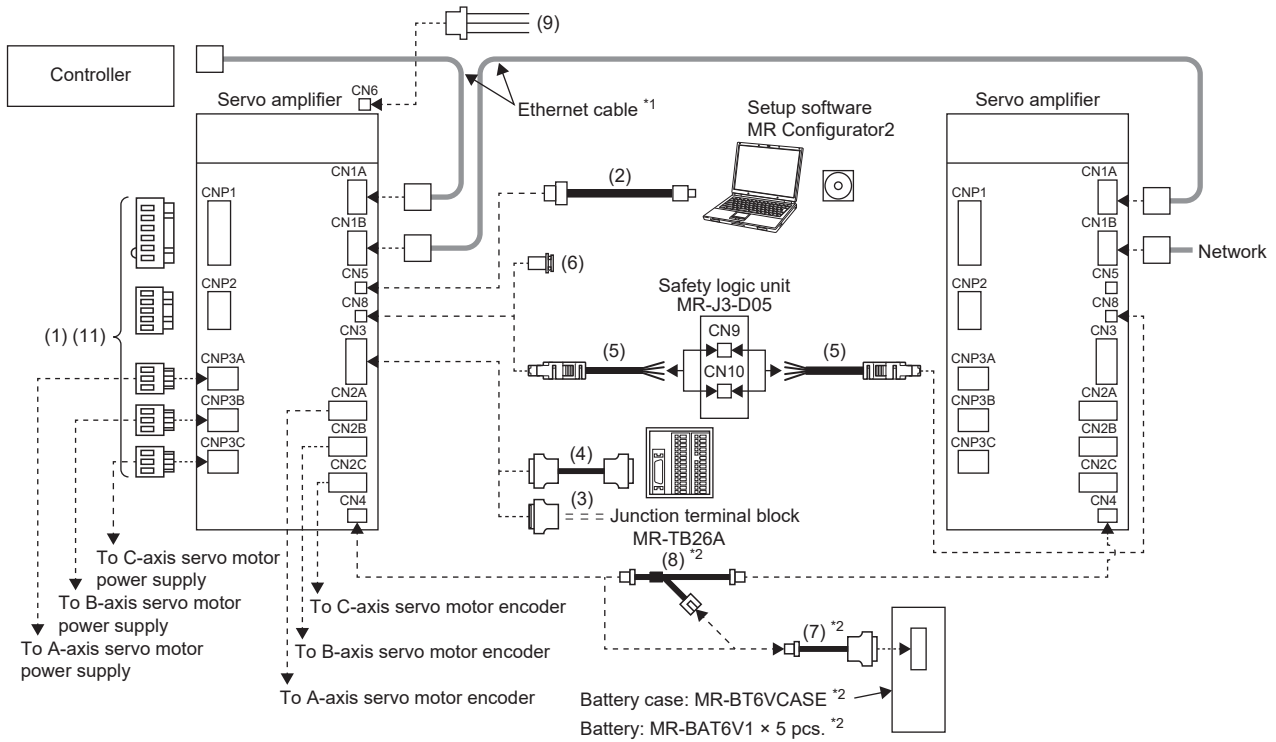 (9)
Controller
CN6
Servo amplifier
Ethernet cable *1
Setup software
MR Configurator2
Servo amplifier
CNP1
CN1A
(2)
CNP1
CN1A
CN1B
CN1B
Network
CN5
(6)
CN5
CNP2
CN8
Safety logic unit
MR-J3-D05
CNP2
CN8
(1) (11)
CN3
CN9
CN3
CNP3A
(5)
CN10
(5)
CNP3A
CN2A
CN2A
CNP3B
CNP3B
CN2B
CN2B
CNP3C
CNP3C
CN2C
(4)
CN2C
CN4
(3)
Junction terminal block
MR-TB26A
CN4
(8) *2
To C-axis servo motor
power supply
To B-axis servo motor
power supply
To A-axis servo motor
power supply
To C-axis servo motor encoder
To B-axis servo motor encoder
To A-axis servo motor encoder
(7) *2
Battery case: MR-BT6VCASE *2
Battery: MR-BAT6V1 × 5 pcs. *2